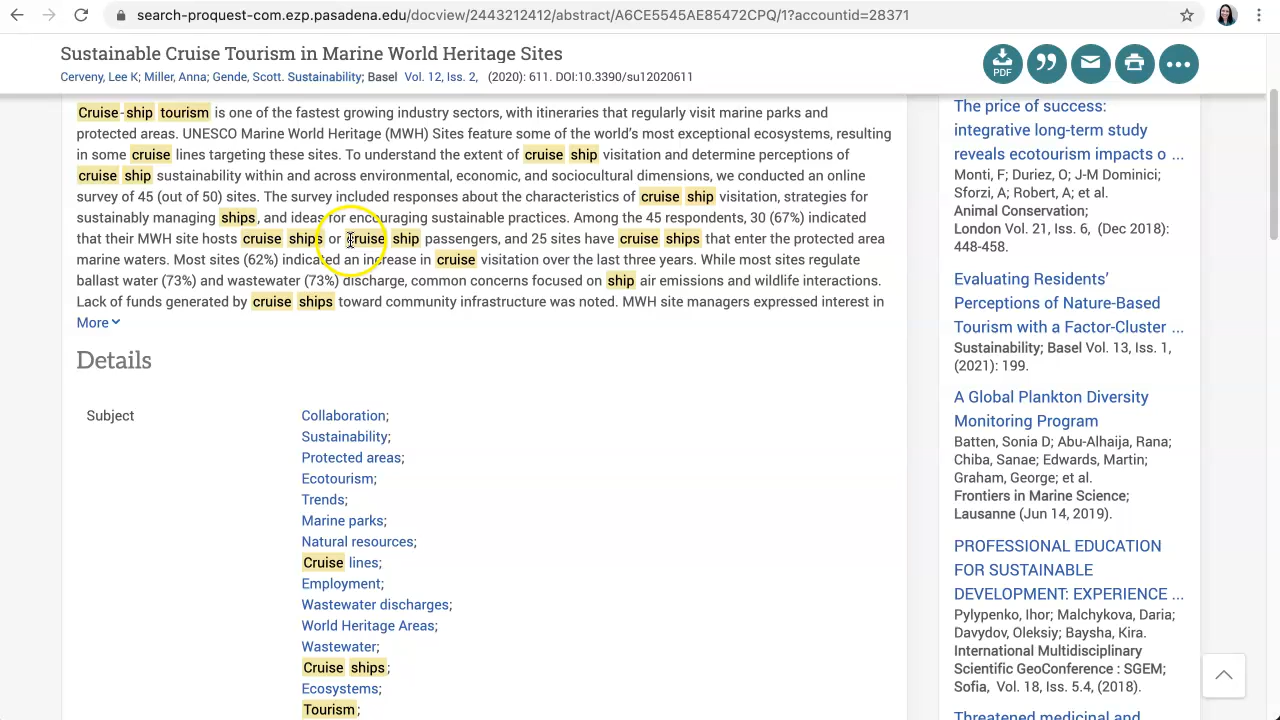 search-proquest-com.ezp.pasadena.edu/docview/2443212412/abstract/A6CE5545AE85472CPQ/1?accountid=28371
Sustainable Cruise Tourism in Marine World Heritage Sites
Cerveny, Lee K; Miller, Anna; Gende, Scott. Sustainability; Basel Vol. 12, Iss. 2, (2020): 611. DOI:10.3390/su12020611
PDF
Cruise-ship tourism is one of the fastest growing industry sectors, with itineraries that regularly visit marine parks and
protected areas. UNESCO Marine World Heritage (MWH) Sites feature some of the world's most exceptional ecosystems, resulting
in some cruise lines targeting these sites. To understand the extent of cruise ship visitation and determine perceptions of
cruise ship sustainability within and across environmental, economic, and sociocultural dimensions, we conducted an online
survey of 45 (out of 50) sites. The survey included responses about the characteristics of cruise ship visitation, strategies for
sustainably managing ships, and ideas for encouraging sustainable practices. Among the 45 respondents, 30 (67%) indicated
that their MWH site hosts cruise ships or cruise ship passengers, and 25 sites have cruise ships that enter the protected area
marine waters. Most sites (62%) indicated an increase in cruise visitation over the last three years. While most sites regulate
ballast water (73%) and wastewater (73%) discharge, common concerns focused on ship air emissions and wildlife interactions.
Lack of funds generated by cruise ships toward community infrastructure was noted. MWH site managers expressed interest in
More
Details
Subject
Collaboration;
Sustainability;
Protected areas;
Ecotourism;
Trends;
Marine parks;
Natural resources;
Cruise lines;
Employment;
Wastewater discharges;
World Heritage Areas;
Wastewater;
Cruise ships;
Ecosystems;
Tourism;
The price of success:
integrative long-term study
reveals ecotourism impacts o ...
Monti, F; Duriez, O; J-M Dominici;
Sforzi, A; Robert, A; et al.
Animal Conservation;
London Vol. 21, Iss. 6, (Dec 2018):
448-458.
Evaluating Residents'
Perceptions of Nature-Based
Tourism with a Factor-Cluster ...
Sustainability; Basel Vol. 13, Iss. 1,
(2021): 199.
A Global Plankton Diversity
Monitoring Program
Batten, Sonia D; Abu-Alhaija, Rana;
Chiba, Sanae; Edwards, Martin;
Graham, George; et al.
Frontiers in Marine Science;
Lausanne (Jun 14, 2019).
PROFESSIONAL EDUCATION
FOR SUSTAINABLE
DEVELOPMENT: EXPERIENCE ...
Pylypenko, Ihor; Malchykova, Daria;
Davydov, Oleksiy; Baysha, Kira.
International Multidisciplinary
Scientific GeoConference : SGEM;
Sofia, Vol. 18, Iss. 5.4, (2018).
Threatened medicinal and